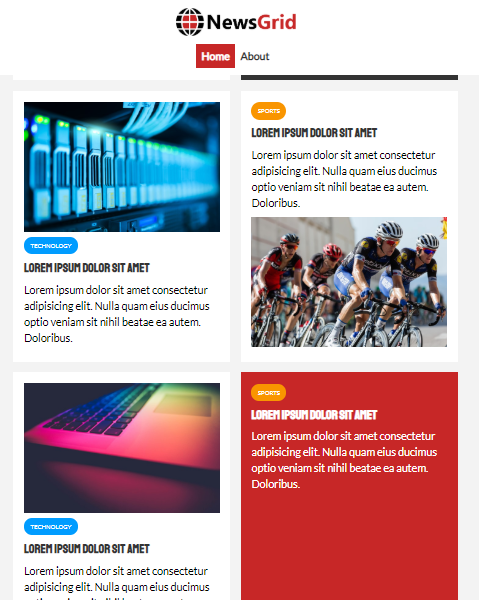 NewsGrid
Home About
TECHNOLOGY
LOREM IPSUM DOLOR SIT AMET
Lorem ipsum dolor sit amet consectetur
adipisicing elit. Nulla quam eius ducimus
optio veniam sit nihil beatae ea autem.
Doloribus.
SPORTS
LOREM IPSUM DOLOR SIT AMET
Lorem ipsum dolor sit amet consectetur
adipisicing elit. Nulla quam eius ducimus
optio veniam sit nihil beatae ea autem.
Doloribus.
TECHNOLOGY
LOREM IPSUM DOLOR SIT AMET
Lorem ipsum dolor sit amet consectetur
adipisicing elit. Nulla quam eius ducimus
SPORTS
LOREM IPSUM DOLOR SIT AMET
Lorem ipsum dolor sit amet consectetur
adipisicing elit. Nulla quam eius ducimus
optio veniam sit nihil beatae ea autem.
Doloribus.